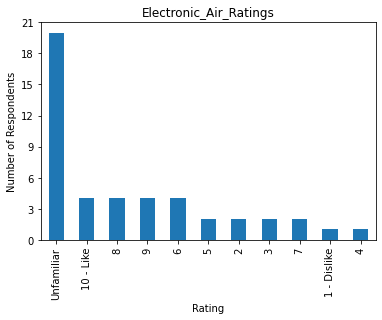 Electronic_Air_Ratings
Number of Respondents
21
18
15
12
9
6
3
0
Unfamiliar
10 - Like
8
9
6
5
2
3
7
1 - Dislike
4
Rating